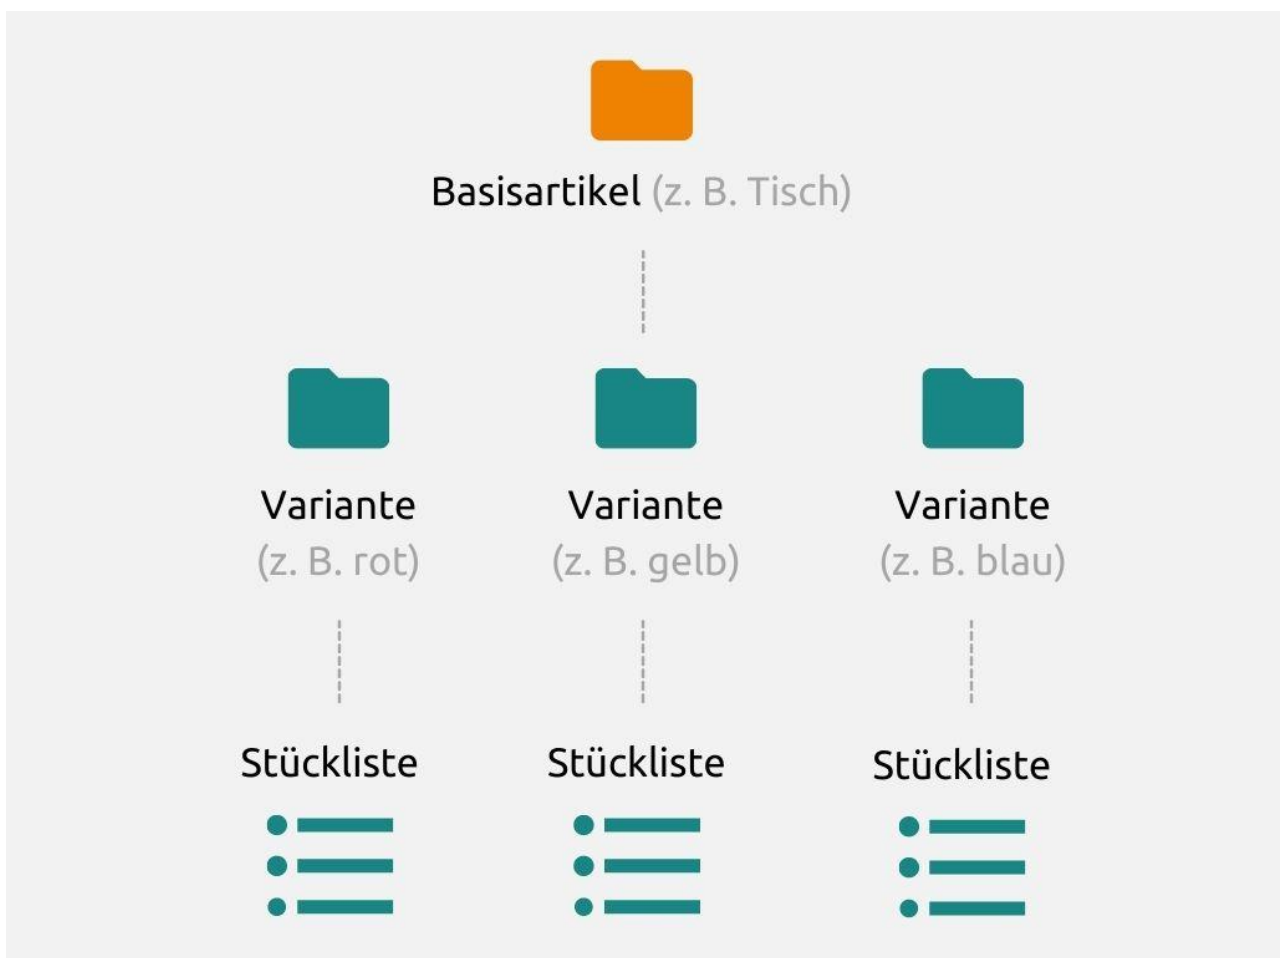 Basisartikel (z. B. Tisch)
Variante
(z. B. rot)
Variante
(z. B. gelb)
Variante
(z. B. blau)
Stückliste
Stückliste
Stückliste